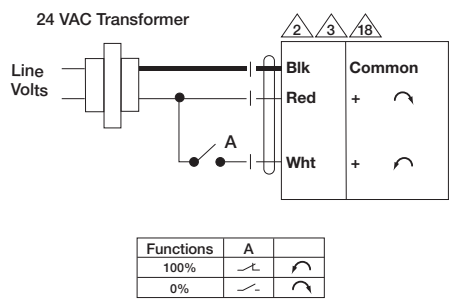 24 VAC Transformer
2 3 18
Line
Volts
Blk Common
Red +
A
Wht +
Functions A
100%
0%